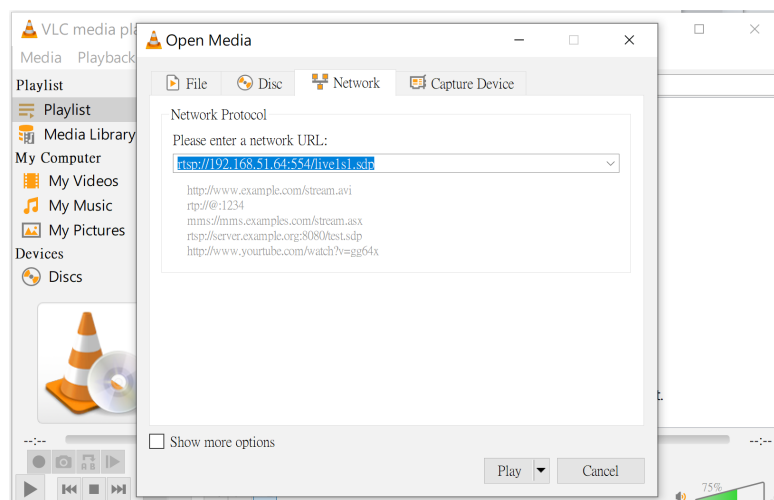 VLC media pla
Media Playback
Playlist
Playlist
Media Library
My Computer
My Videos
My Music
My Pictures
Devices
Discs
--:--
Open Media
File Disc Network Capture Device
Network Protocol
Please enter a network URL:
rtsp://192.168.51.64:554/live1s1.sdp
http://www.example.com/stream.avi
rtp://@:1234
mms://mms.examples.com/stream.asx
rtsp://server.example.org:8080/test.sdp
http://www.yourtube.com/watch?v=gg64x
Show more options
Play Cancel
t.
--:--
75%